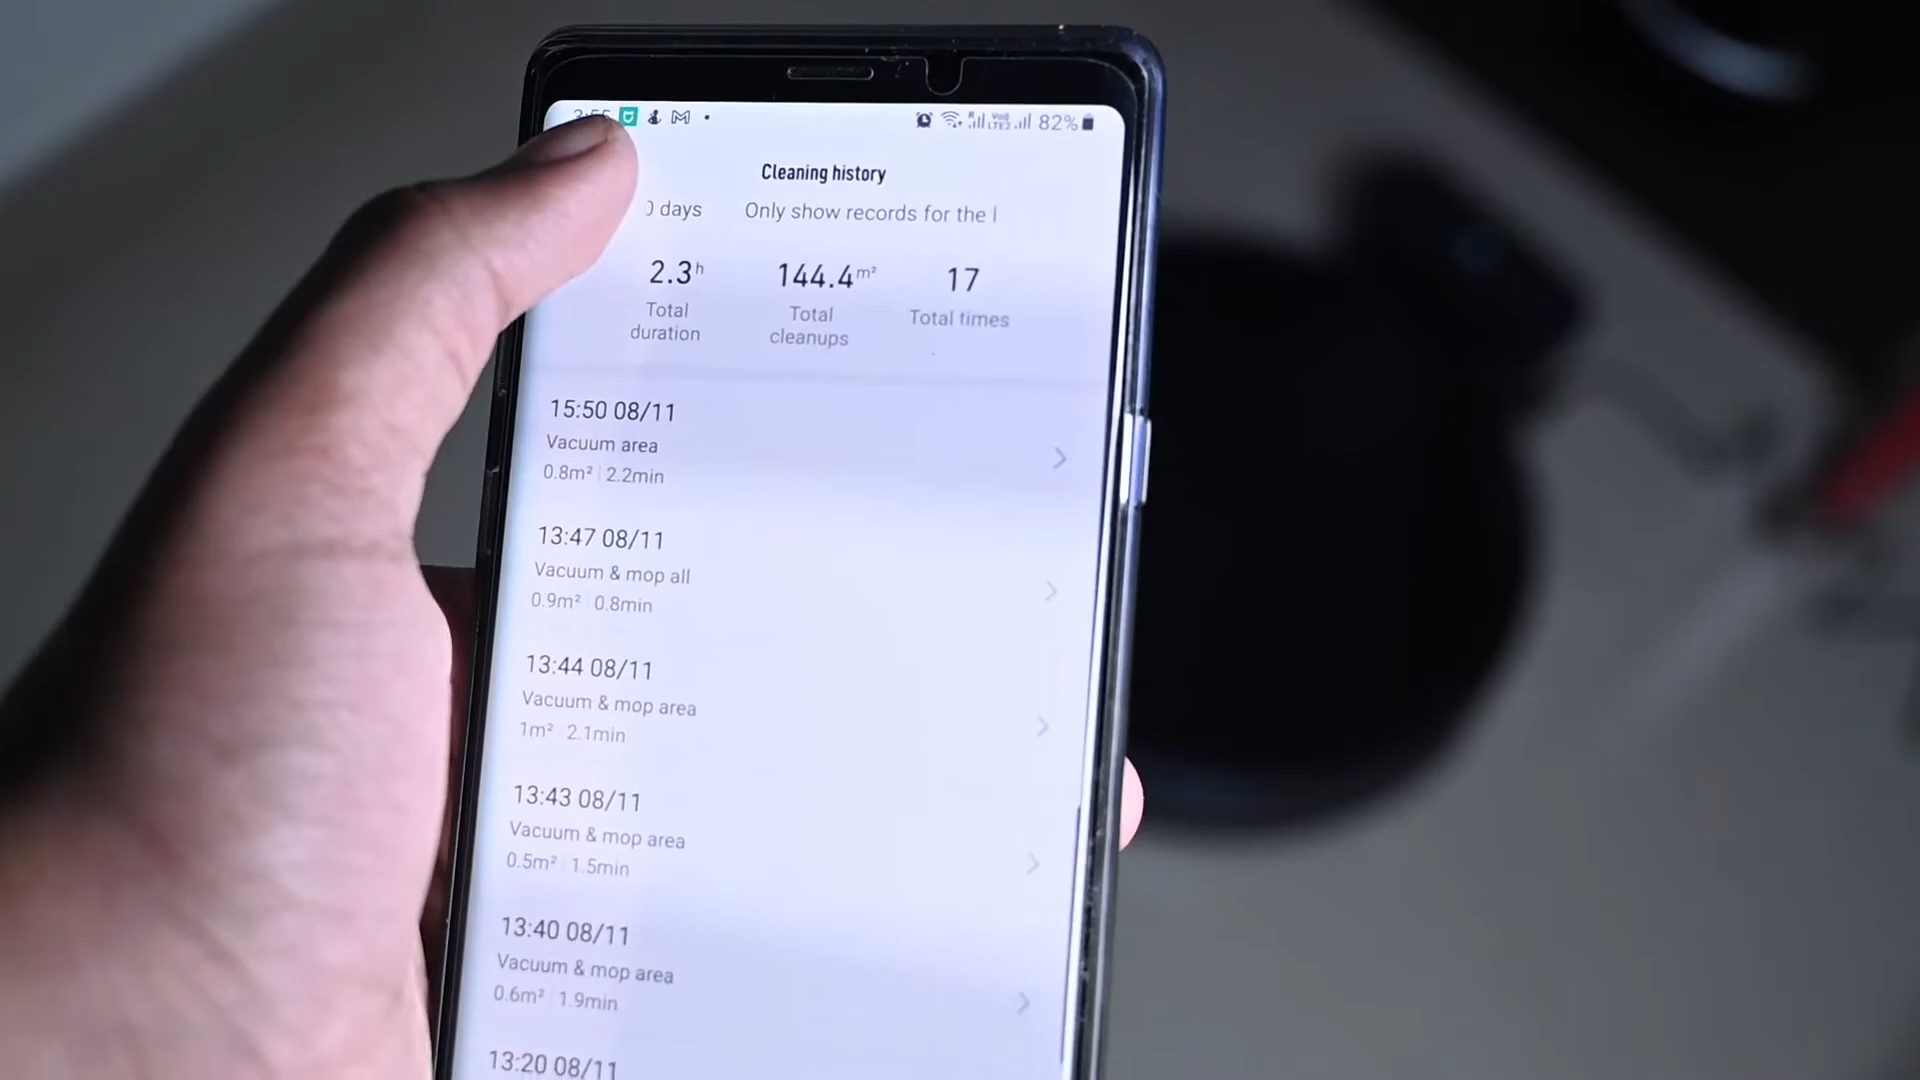 82%
Cleaning history
days Only show records for the
2.3h 144.4m² 17
Total duration Total cleanups Total times
15:50 08/11
Vacuum area
0.8m² | 2.2min
13:47 08/11
Vacuum & mop all
0.9m² | 0.8min
13:44 08/11
Vacuum & mop area
1m² | 2.1min
13:43 08/11
Vacuum & mop area
0.5m² | 1.5min
13:40 08/11
Vacuum & mop area
0.6m² | 1.9min
13:20 08/11